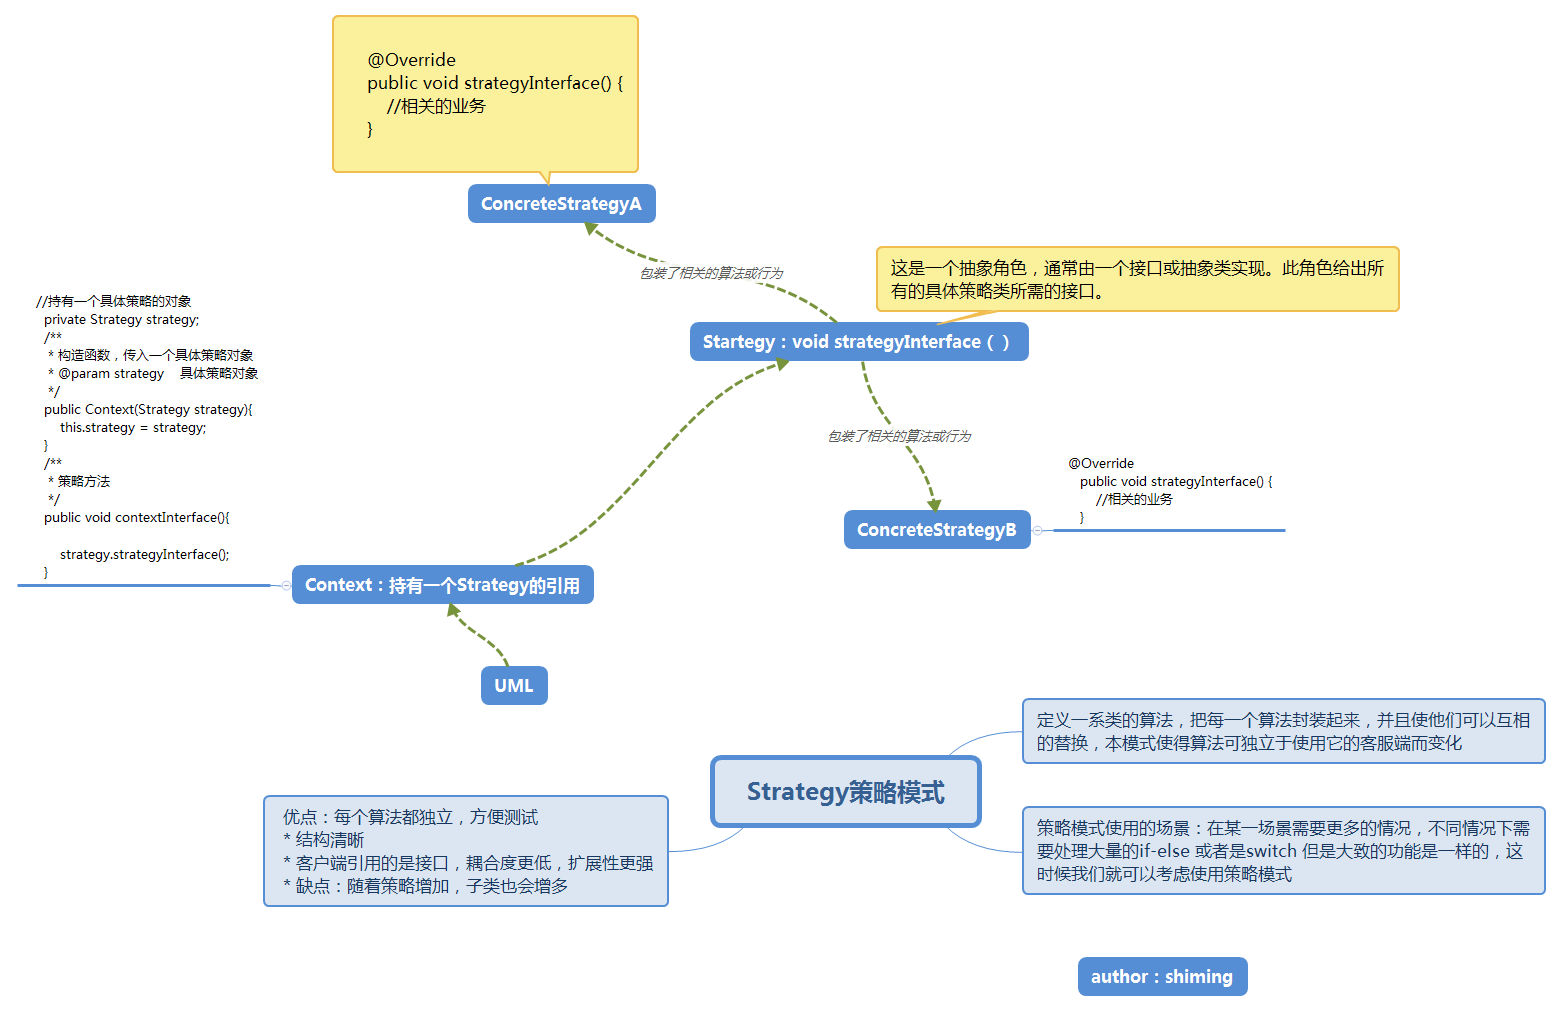 @Override
public void strategyInterface() {
//相关的业务
}
ConcreteStrategyA
包装了相关的算法或行为
这是一个抽象角色，通常由一个接口或抽象类实现。此角色给出所
有的具体策略类所需的接口。
Startegy：void strategyInterface（ ）
//持有一个具体策略的对象
private Strategy strategy;
/**
* 构造函数，传入一个具体策略对象
* @param strategy    具体策略对象
*/
public Context(Strategy strategy){
this.strategy = strategy;
}
/**
* 策略方法
*/
public void contextInterface(){
strategy.strategyInterface();
}
包装了相关的算法或行为
@Override
public void strategyInterface() {
//相关的业务
}
ConcreteStrategyB
Context：持有一个Strategy的引用
UML
定义一系类的算法，把每一个算法封装起来，并且使他们可以互相
的替换，本模式使得算法可独立于使用它的客服端而变化
Strategy策略模式
优点：每个算法都独立，方便测试
* 结构清晰
* 客户端引用的是接口，耦合度更低，扩展性更强
* 缺点：随着策略增加，子类也会增多
策略模式使用的场景：在某一场景需要更多的情况，不同情况下需
要处理大量的if-else 或者是switch 但是大致的功能是一样的，这
时候我们就可以考虑使用策略模式
author：shiming